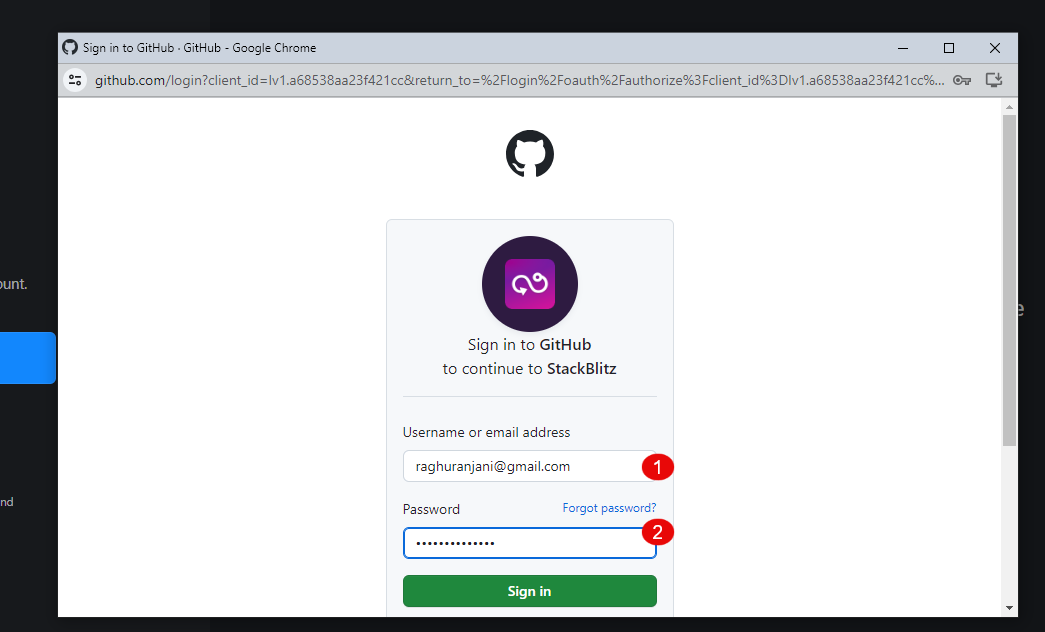 Sign in to GitHub · GitHub - Google Chrome
github.com/login?client_id=Iv1.a68538aa23f421cc&return_to=%2Flogin%2Foauth%2Fauthorize%3Fclient_id%3DIv1.a68538aa23f421cc%...
ount.
e
Sign in to GitHub
to continue to StackBlitz
Username or email address
raghuranjani@gmail.com
1
nd
Password
Forgot password?
2
••••••••••••••
Sign in